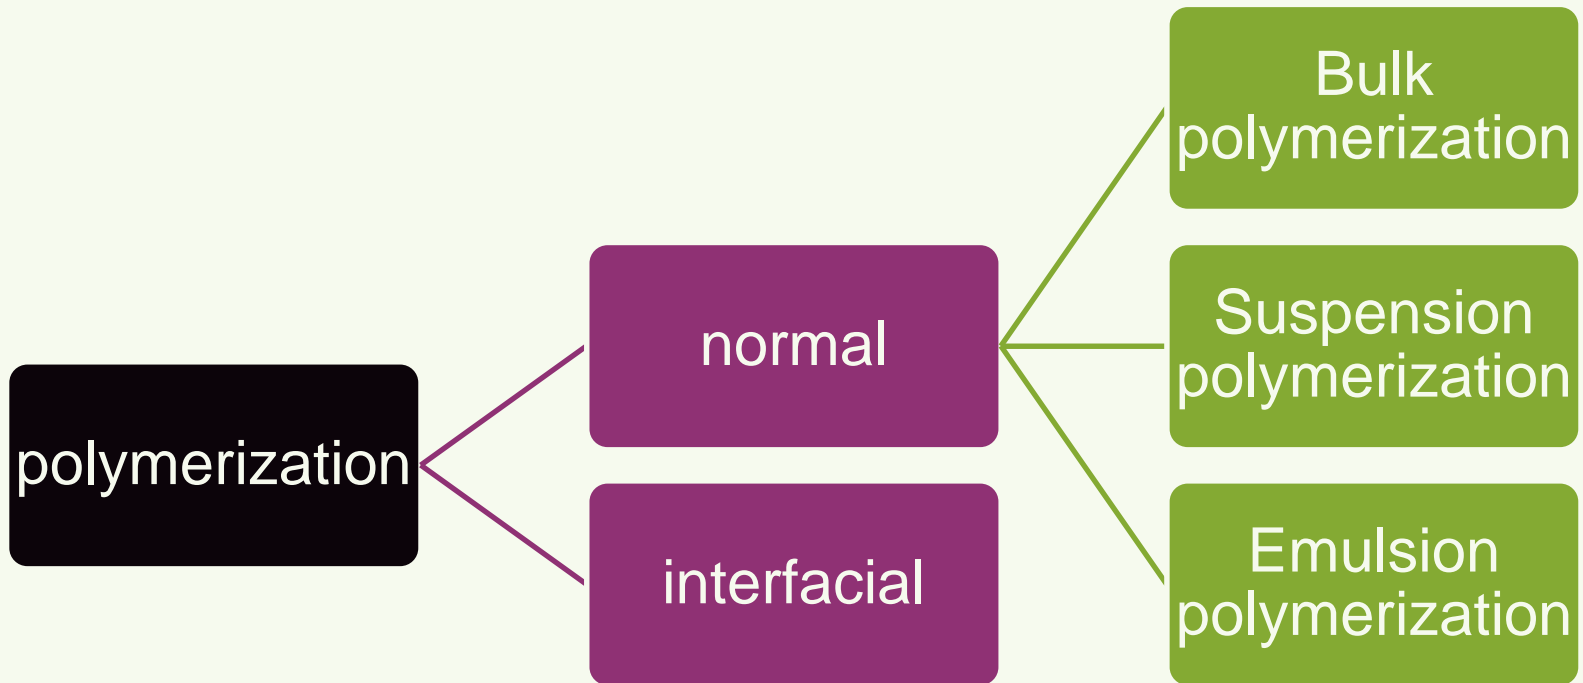 polymerization
normal
interfacial
Bulk
polymerization
Suspension
polymerization
Emulsion
polymerization